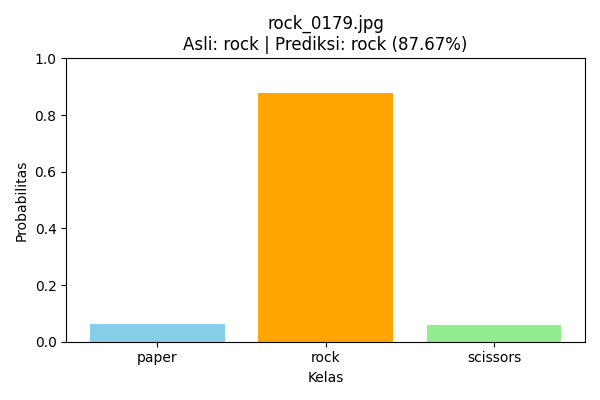 rock_0179.jpg
Asli: rock | Prediksi: rock (87.67%)
1.0
0.8
0.6
0.4
0.2
0.0
Probabilitas
paper
rock
scissors
Kelas